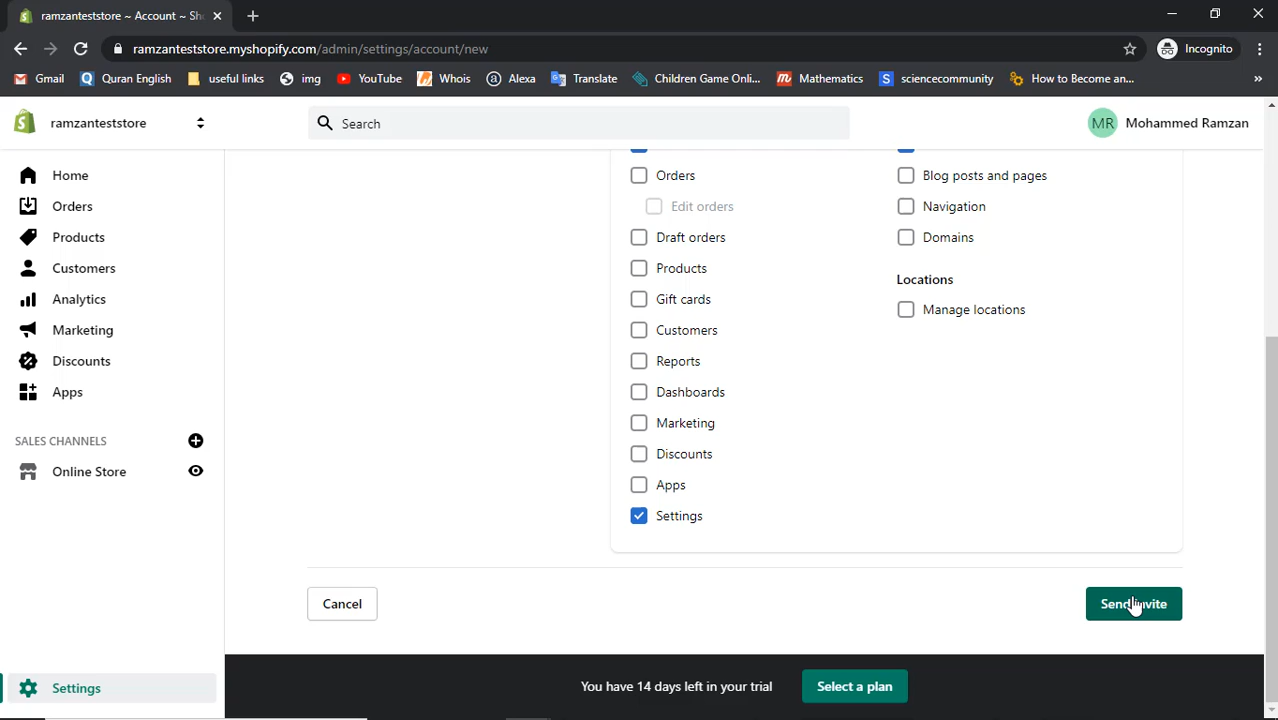 ramzanteststore ~ Account ~ Sho
ramzanteststore.myshopify.com/admin/settings/account/new
Incognito
Gmail
Quran English
useful links
img
YouTube
Whois
Alexa
Translate
Children Game Onli...
Mathematics
sciencecommunity
How to Become an...
»
ramzanteststore
Search
MR Mohammed Ramzan
Home
Orders
Products
Customers
Analytics
Marketing
Discounts
Apps
SALES CHANNELS
Online Store
Settings
Orders
Edit orders
Draft orders
Products
Gift cards
Customers
Reports
Dashboards
Marketing
Discounts
Apps
Settings
Blog posts and pages
Navigation
Domains
Locations
Manage locations
Cancel
Send invite
You have 14 days left in your trial
Select a plan